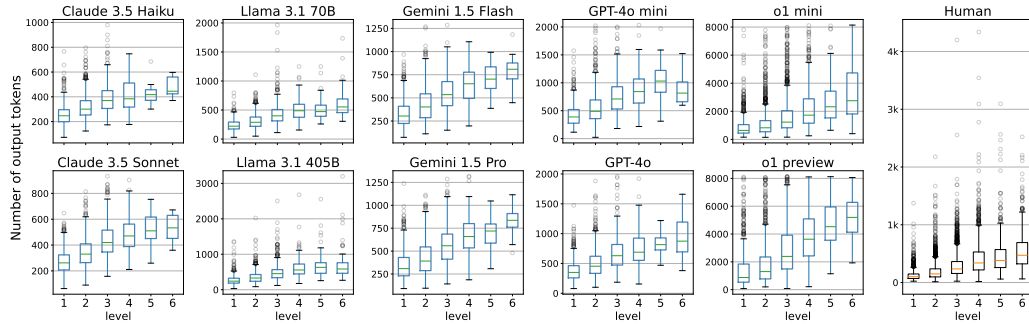 Number of output tokens
Claude 3.5 Haiku
1000
800
600
400
200
Llama 3.1 70B
2000
1500
1000
500
0
Gemini 1.5 Flash
1250
1000
750
500
250
GPT-4o mini
2000
1500
1000
500
0
o1 mini
8000
6000
4000
2000
0
Human
4k
3k
2k
1k
0
Claude 3.5 Sonnet
800
600
400
200
1 2 3 4 5 6
level
Llama 3.1 405B
3000
2000
1000
0
1 2 3 4 5 6
level
Gemini 1.5 Pro
1250
1000
750
500
250
1 2 3 4 5 6
level
GPT-4o
2000
1500
1000
500
0
1 2 3 4 5 6
level
o1 preview
8000
6000
4000
2000
0
1 2 3 4 5 6
level
1 2 3 4 5 6
level